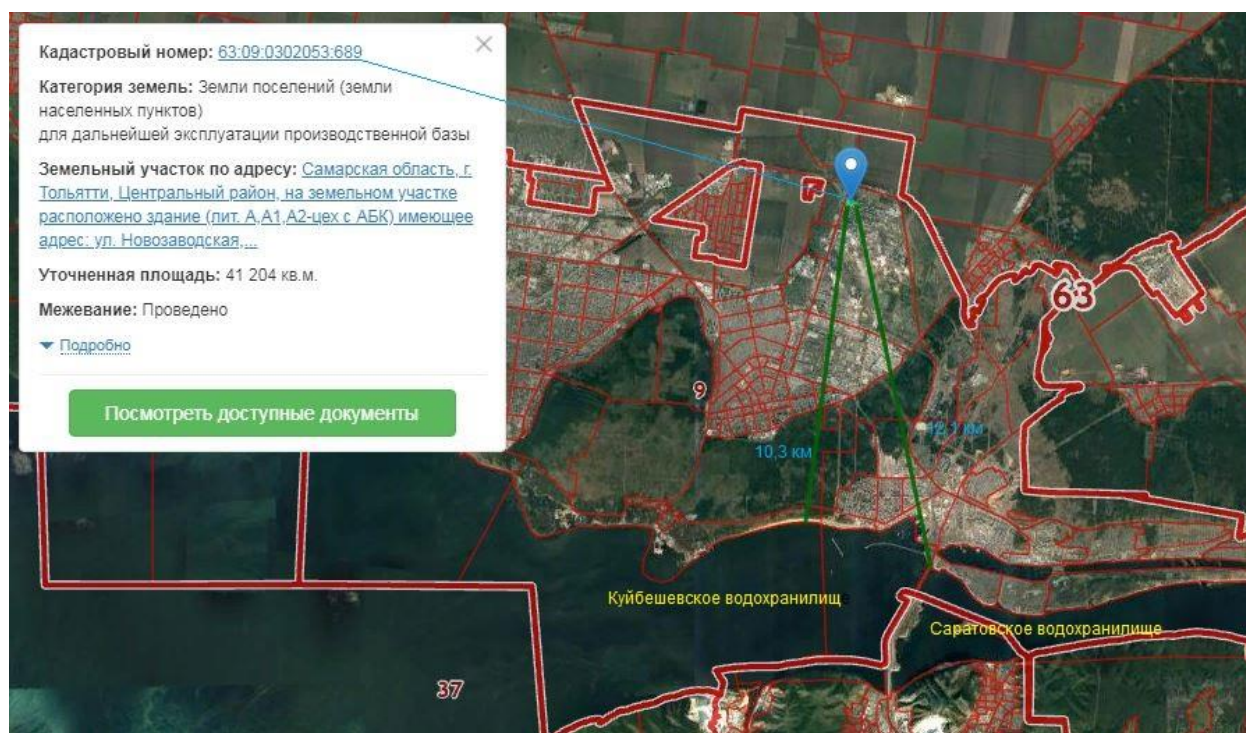 Кадастровый номер: 63:09:0302053:689
Категория земель: Земли поселений (земли
населенных пунктов)
для дальнейшей эксплуатации производственной базы
Земельный участок по адресу: Самарская область, г.
Тольятти, Центральный район, на земельном участке
расположено здание (лит. А,А1,А2-цех с АБК) имеющее
адрес: ул. Новозаводская,...
Уточненная площадь: 41 204 кв.м.
Межевание: Проведено
Подробно
Посмотреть доступные документы
63
9
12,1 км
10,3 км
Куйбешевское водохранилище
Саратовское водохранилище
37